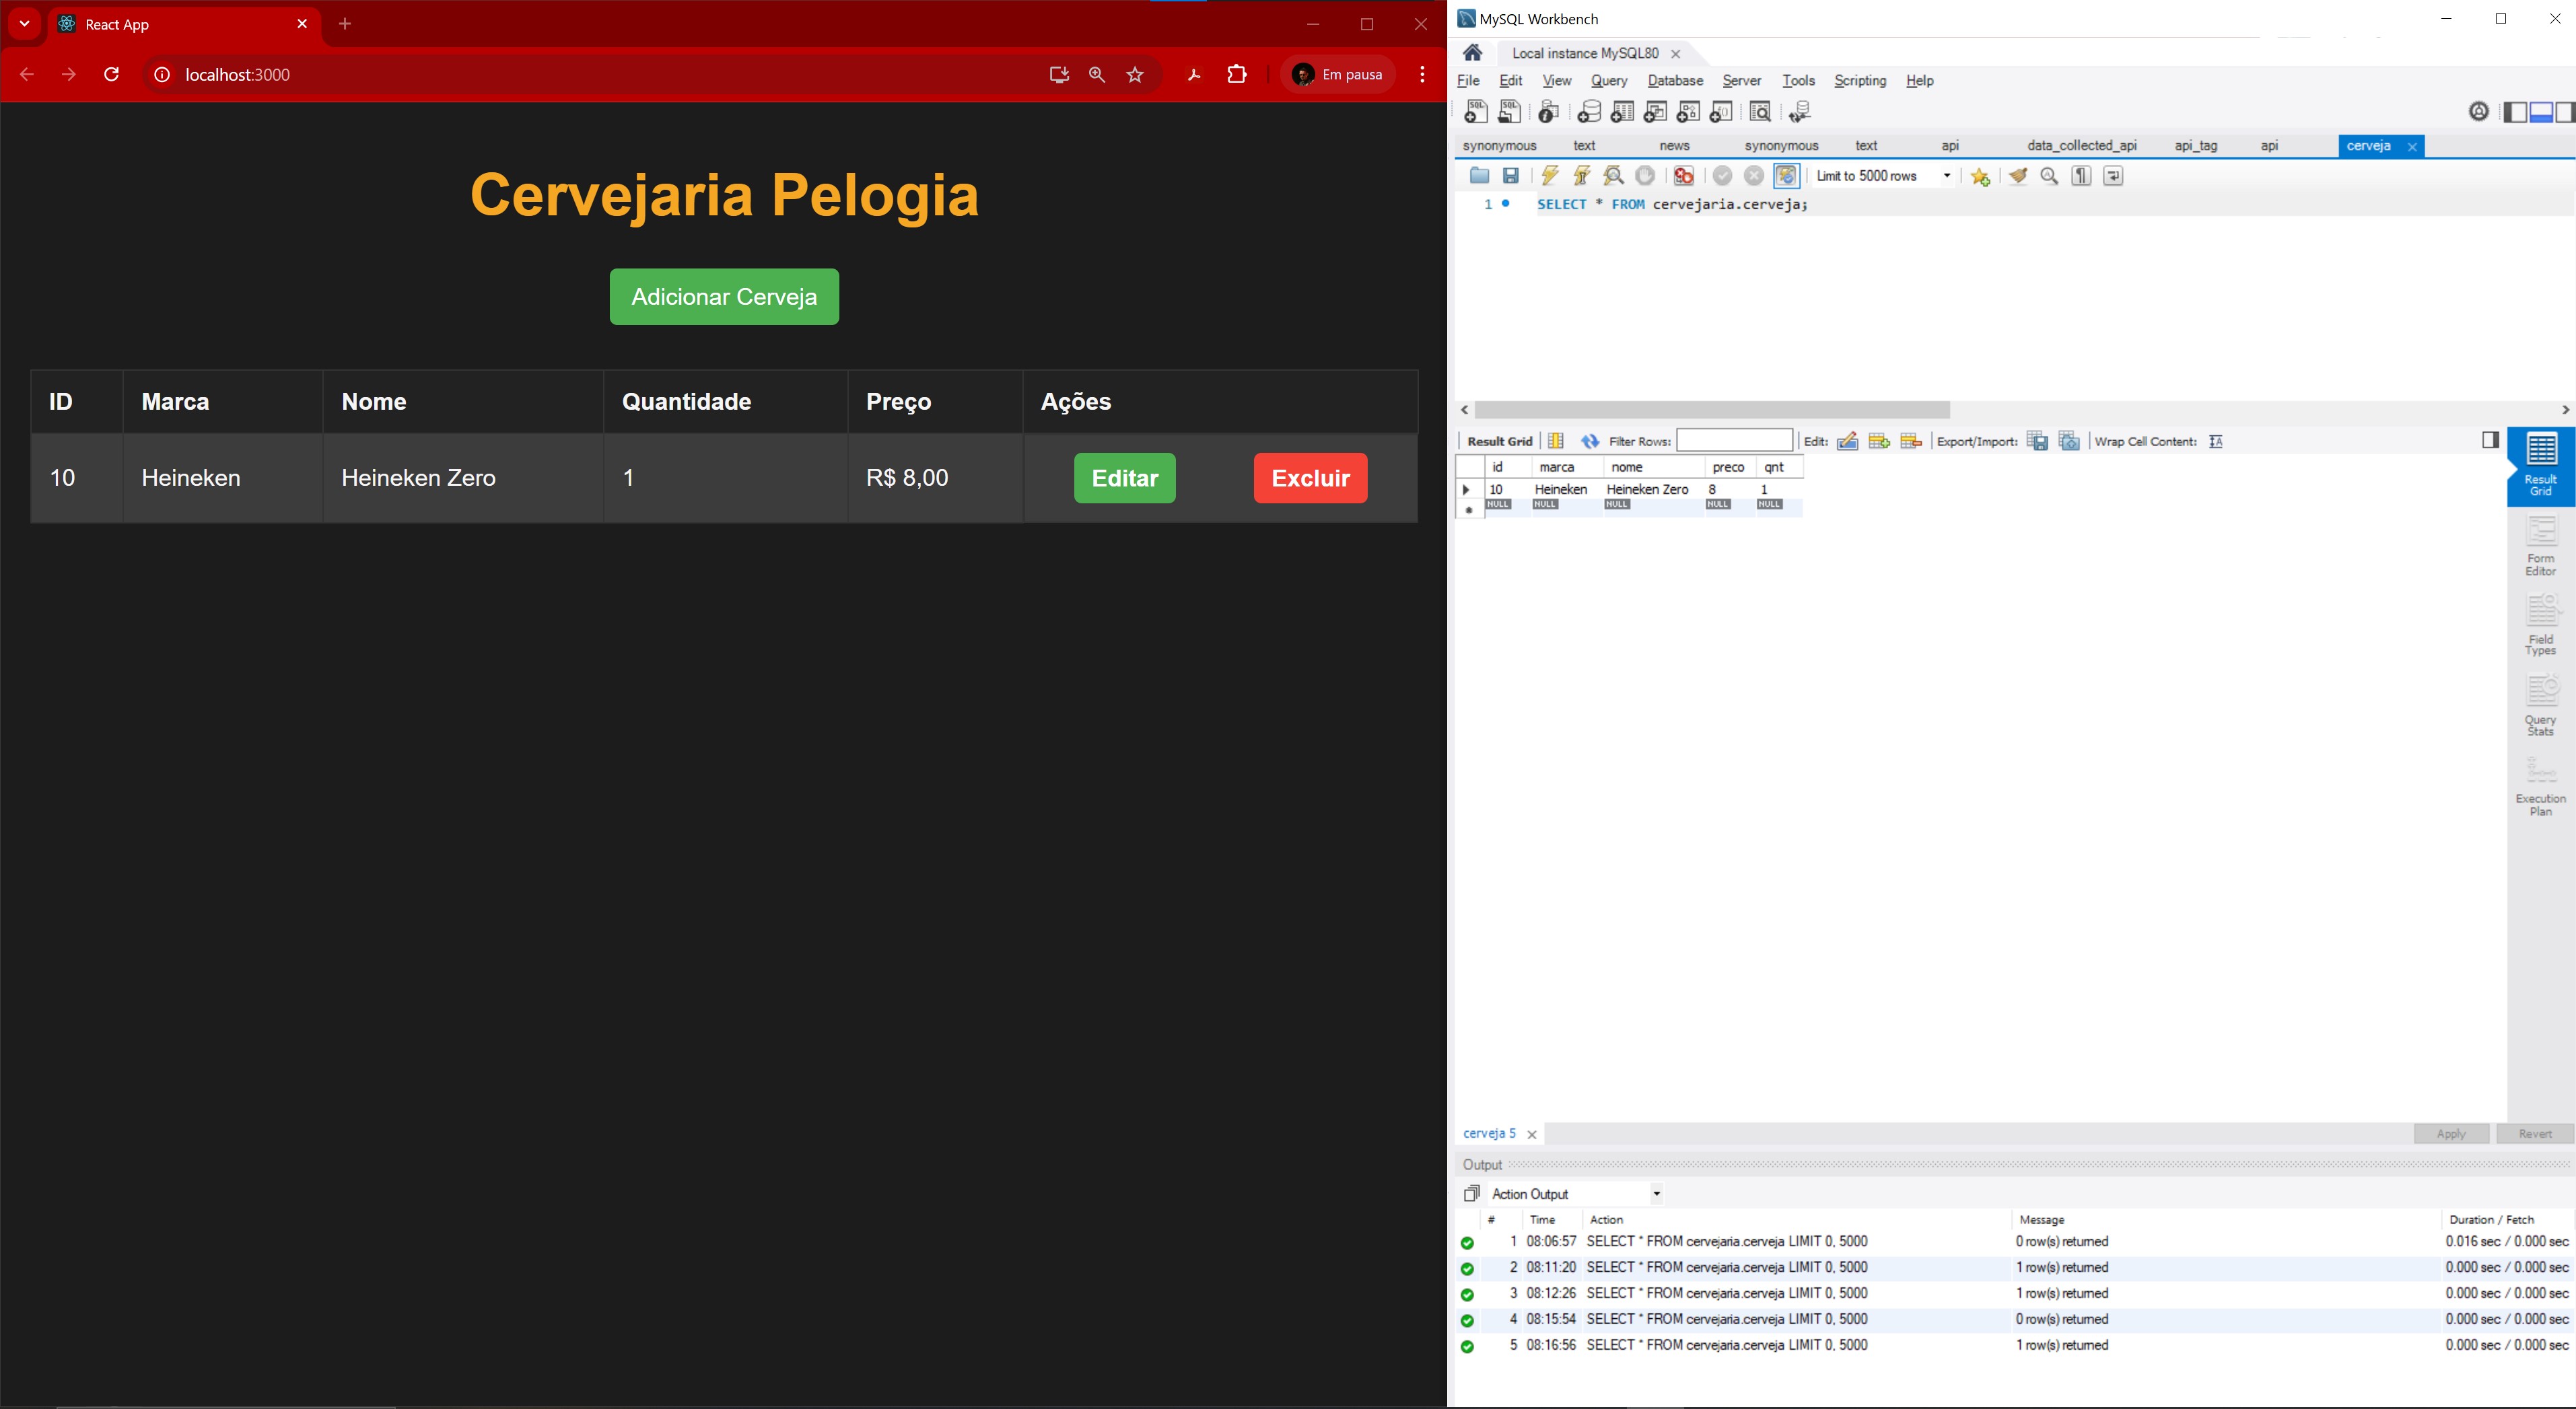 React App
localhost:3000
Em pausa
Cervejaria Pelogia
Adicionar Cerveja
ID Marca Nome Quantidade Preço Ações
10 Heineken Heineken Zero 1 R$ 8,00 Editar Excluir
MySQL Workbench
Local instance MySQL80
File Edit View Query Database Server Tools Scripting Help
synonymous text news synonymous text api data_collected_api api_tag api cerveja
Limit to 5000 rows
1 SELECT * FROM cervejaria.cerveja;
Result Grid Filter Rows: Edit: Export/Import: Wrap Cell Content:
id marca nome preco qnt
10 Heineken Heineken Zero 8 1
NULL NULL NULL NULL NULL
Result
Grid
Form
Editor
Field
Types
Query
Stats
Execution
Plan
cerveja 5
Apply Revert
Output
Action Output
# Time Action Message Duration / Fetch
1 08:06:57 SELECT * FROM cervejaria.cerveja LIMIT 0, 5000 0 row(s) returned 0.016 sec / 0.000 sec
2 08:11:20 SELECT * FROM cervejaria.cerveja LIMIT 0, 5000 1 row(s) returned 0.000 sec / 0.000 sec
3 08:12:26 SELECT * FROM cervejaria.cerveja LIMIT 0, 5000 1 row(s) returned 0.000 sec / 0.000 sec
4 08:15:54 SELECT * FROM cervejaria.cerveja LIMIT 0, 5000 0 row(s) returned 0.000 sec / 0.000 sec
5 08:16:56 SELECT * FROM cervejaria.cerveja LIMIT 0, 5000 1 row(s) returned 0.000 sec / 0.000 sec